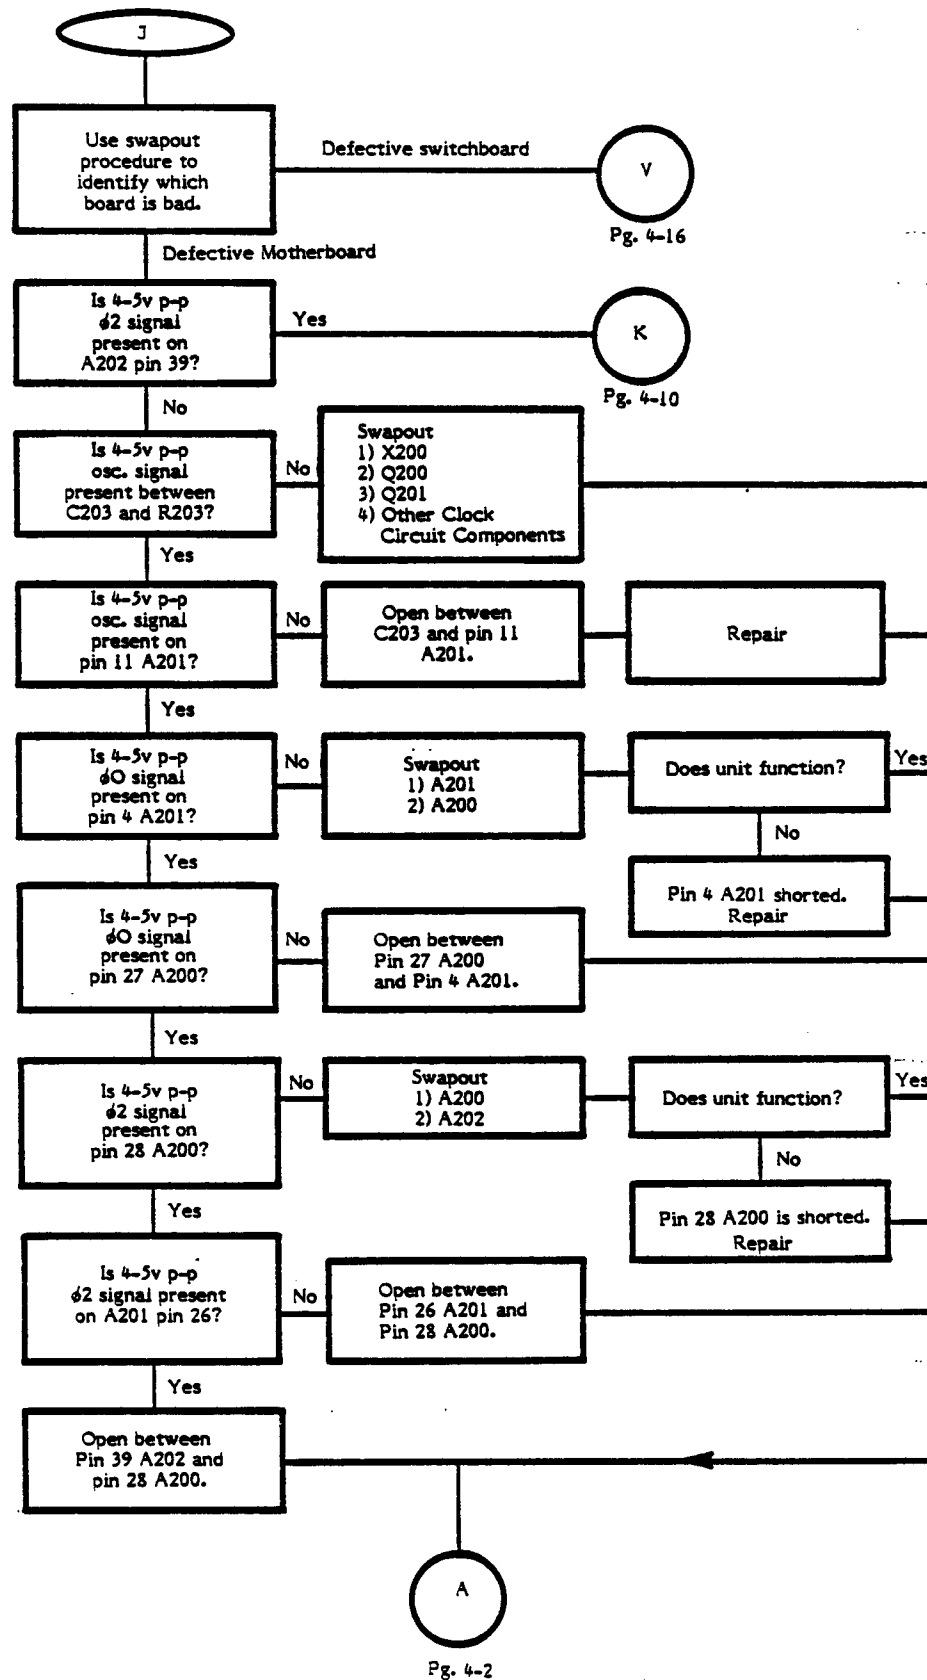 J
Use swapout
procedure to
identify which
board is bad.
Defective switchboard
V
Pg. 4-16
Defective Motherboard
Is 4-5v p-p
ϕ2 signal
present on
A202 pin 39?
Yes
K
Pg. 4-10
No
Is 4-5v p-p
osc. signal
present between
C203 and R203?
No
Swapout
1) X200
2) Q200
3) Q201
4) Other Clock
Circuit Components
Yes
Is 4-5v p-p
osc. signal
present on
pin 11 A201?
No
Open between
C203 and pin 11
A201.
Repair
Yes
Is 4-5v p-p
ϕO signal
present on
pin 4 A201?
No
Swapout
1) A201
2) A200
Does unit function?
Yes
No
Pin 4 A201 shorted.
Repair
Yes
Is 4-5v p-p
ϕO signal
present on
pin 27 A200?
No
Open between
Pin 27 A200
and Pin 4 A201.
Yes
Is 4-5v p-p
ϕ2 signal
present on
pin 28 A200?
No
Swapout
1) A200
2) A202
Does unit function?
Yes
No
Pin 28 A200 is shorted.
Repair
Yes
Is 4-5v p-p
ϕ2 signal present
on A201 pin 26?
No
Open between
Pin 26 A201 and
Pin 28 A200.
Yes
Open between
Pin 39 A202 and
pin 28 A200.
A
Pg. 4-2